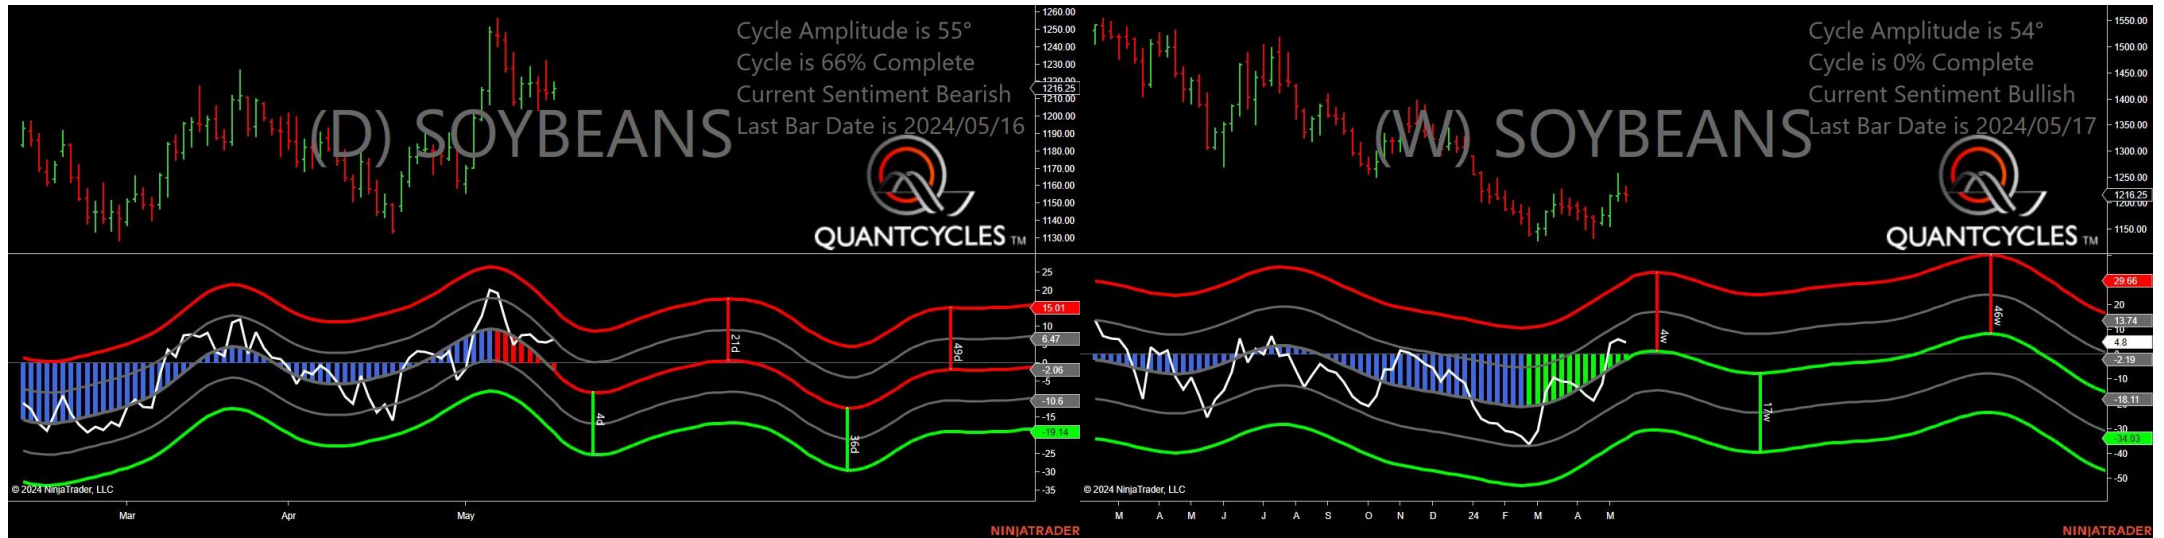 Cycle Amplitude is 55°
Cycle is 66% Complete
Current Sentiment Bearish
Last Bar Date is 2024/05/16
(D) SOYBEANS
QUANTCYCLES TM
1260.00
1250.00
1240.00
1230.00
1220.00
1216.25
1210.00
1200.00
1190.00
1180.00
1170.00
1160.00
1150.00
1140.00
1130.00
25
20
15.01
10
6.47
0
-2.06
-5
-10.6
-15
-19.14
-25
-30
-35
4d
21d
36d
49d
© 2024 NinjaTrader, LLC
Mar Apr May
NINJATRADER
Cycle Amplitude is 54°
Cycle is 0% Complete
Current Sentiment Bullish
Last Bar Date is 2024/05/17
(W) SOYBEANS
QUANTCYCLES TM
1550.00
1500.00
1450.00
1400.00
1350.00
1300.00
1250.00
1216.25
1200.00
1150.00
29.66
20
13.74
10
4.8
-2.19
-10
-18.11
-30
-34.03
-40
-50
4w
17w
46w
© 2024 NinjaTrader, LLC
M A M J J A S O N D 24 F M A M
NINJATRADER